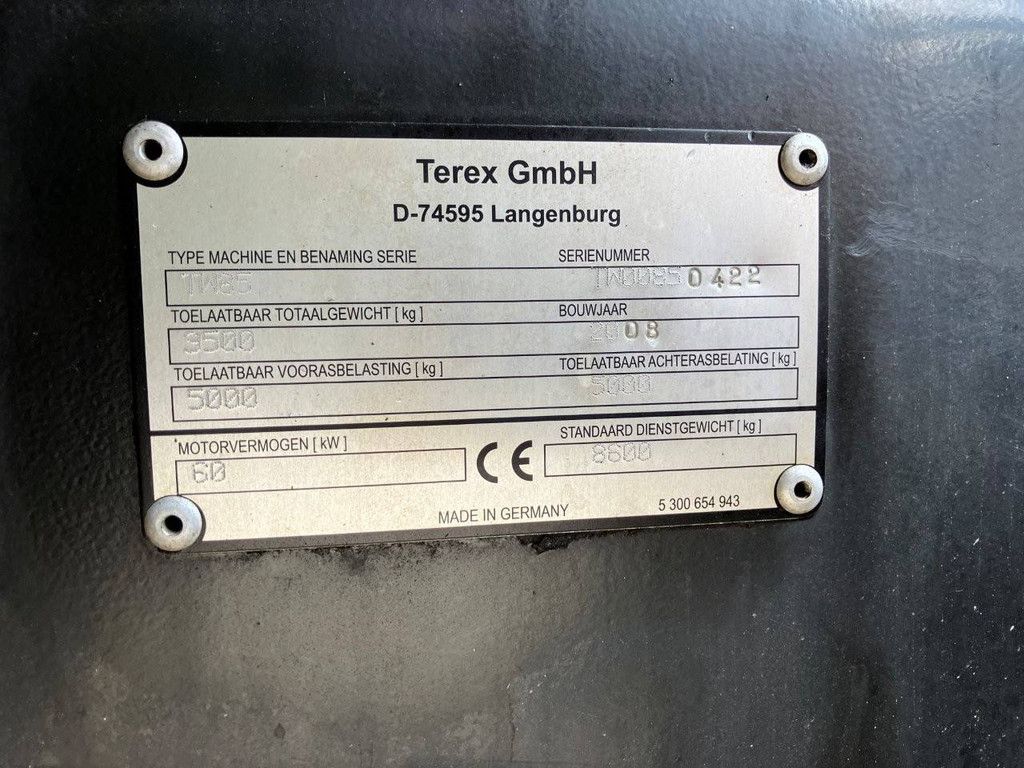 Terex GmbH
D-74595 Langenburg
TYPE MACHINE EN BENAMING SERIE SERIENUMMER
TW85 TW00850422
TOELAATBAAR TOTAALGEWICHT [ kg ] BOUWJAAR
9500 2008
TOELAATBAAR VOORASBELASTING [ kg ] TOELAATBAAR ACHTERASBELATING [ kg ]
5000 5000
MOTORVERMOGEN [ kW ] STANDAARD DIENSTGEWICHT [ kg ]
60 CE 8600
MADE IN GERMANY 5 300 654 943